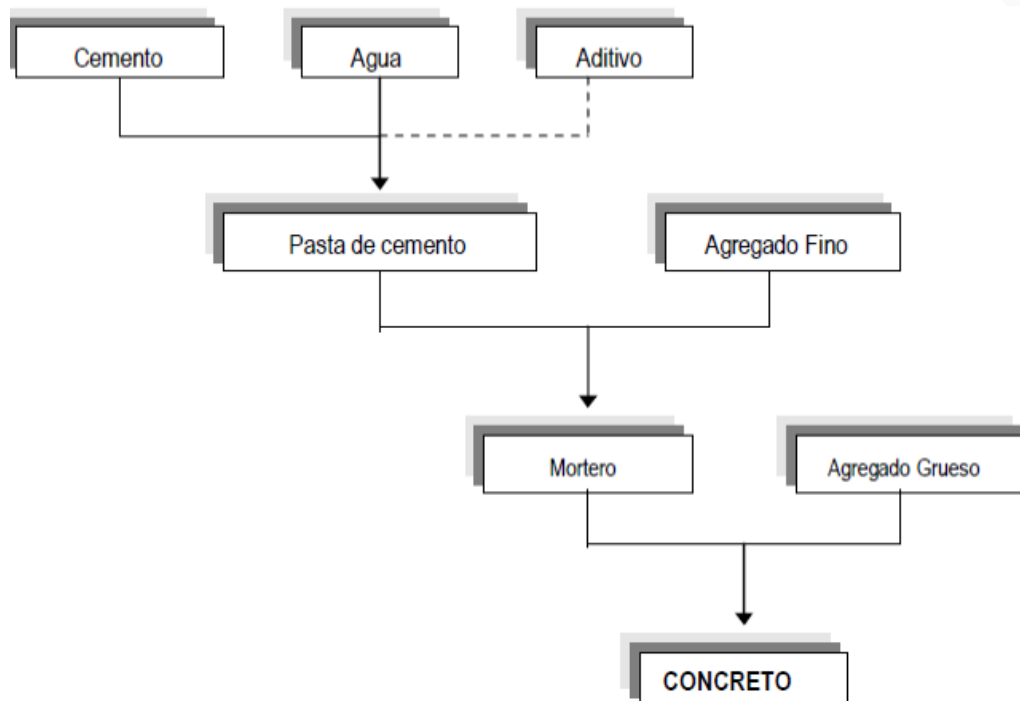 Cemento
Agua
Aditivo
Pasta de cemento
Agregado Fino
Mortero
Agregado Grueso
CONCRETO